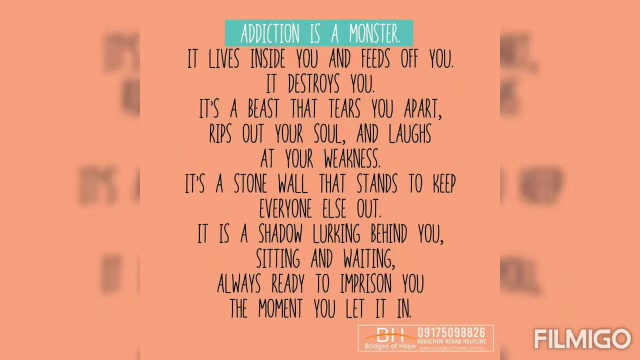 ADDICTION IS A MONSTER.
IT LIVES INSIDE YOU AND FEEDS OFF YOU.
IT DESTROYS YOU.
IT'S A BEAST THAT TEARS YOU APART,
RIPS OUT YOUR SOUL, AND LAUGHS
AT YOUR WEAKNESS.
IT'S A STONE WALL THAT STANDS TO KEEP
EVERYONE ELSE OUT.
IT IS A SHADOW LURKING BEHIND YOU,
SITTING AND WAITING,
ALWAYS READY TO IMPRISON YOU
THE MOMENT YOU LET IT IN.
BH
Bridges of Hope
09175098826
ADDICTION REHAB HELPLINE
FILMIGO